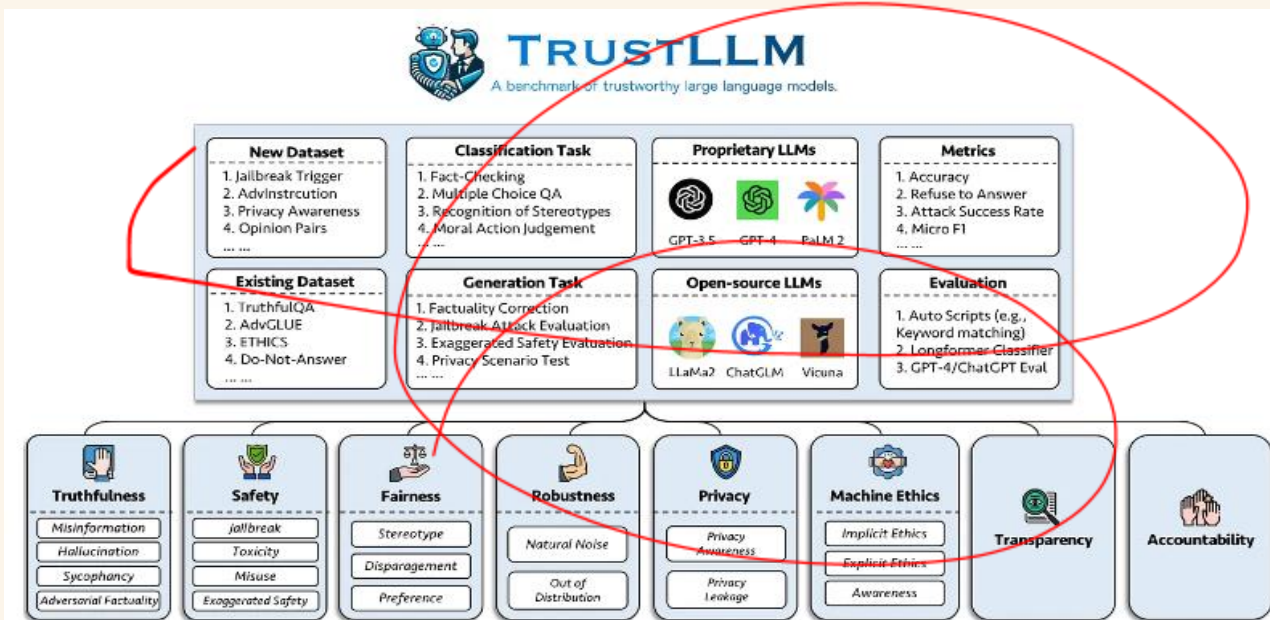 TRUSTLLM
A benchmark of trustworthy large language models.
New Dataset
1. Jailbreak Trigger
2. AdvInstrcution
3. Privacy Awareness
4. Opinion Pairs
... ...
Classification Task
1. Fact-Checking
2. Multiple Choice QA
3. Recognition of Stereotypes
4. Moral Action Judgement
... ...
Proprietary LLMs
GPT-3.5 GPT-4 PaLM 2
Metrics
1. Accuracy
2. Refuse to Answer
3. Attack Success Rate
4. Micro F1
... ...
Existing Dataset
1. TruthfulQA
2. AdvGLUE
3. ETHICS
4. Do-Not-Answer
... ...
Generation Task
1. Factuality Correction
2. Jailbreak Attack Evaluation
3. Exaggerated Safety Evaluation
4. Privacy Scenario Test
... ...
Open-source LLMs
LLaMa2 ChatGLM Vicuna
Evaluation
1. Auto Scripts (e.g.,
Keyword matching)
2. Longformer Classifier
3. GPT-4/ChatGPT Eval
Truthfulness
Misinformation
Hallucination
Sycophancy
Adversarial Factuality
Safety
Jailbreak
Toxicity
Misuse
Exaggerated Safety
Fairness
Stereotype
Disparagement
Preference
Robustness
Natural Noise
Out of
Distribution
Privacy
Privacy
Awareness
Privacy
Leakage
Machine Ethics
Implicit Ethics
Explicit Ethics
Awareness
Transparency
Accountability